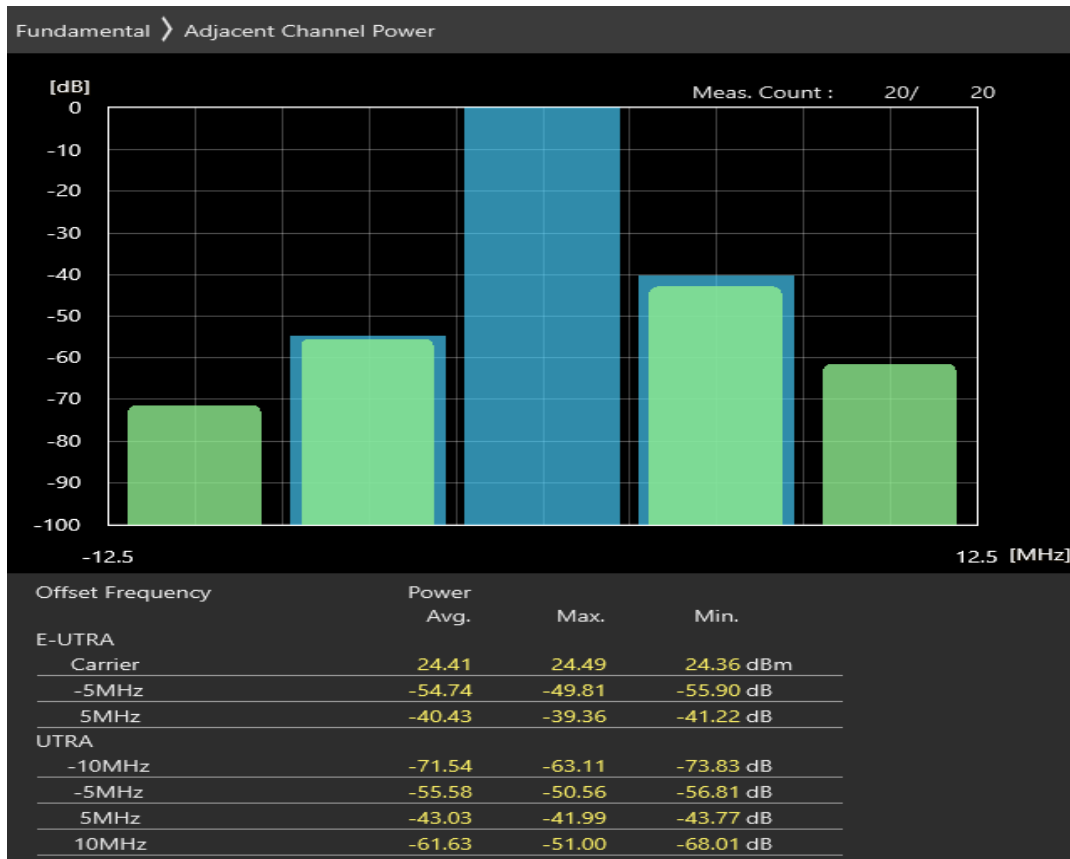 Fundamental ❯ Adjacent Channel Power
[dB]
Meas. Count : 20/ 20
0
-10
-20
-30
-40
-50
-60
-70
-80
-90
-100
-12.5 12.5 [MHz]
Offset Frequency Power
Avg. Max. Min.
E-UTRA
Carrier 24.41 24.49 24.36 dBm
-5MHz -54.74 -49.81 -55.90 dB
5MHz -40.43 -39.36 -41.22 dB
UTRA
-10MHz -71.54 -63.11 -73.83 dB
-5MHz -55.58 -50.56 -56.81 dB
5MHz -43.03 -41.99 -43.77 dB
10MHz -61.63 -51.00 -68.01 dB